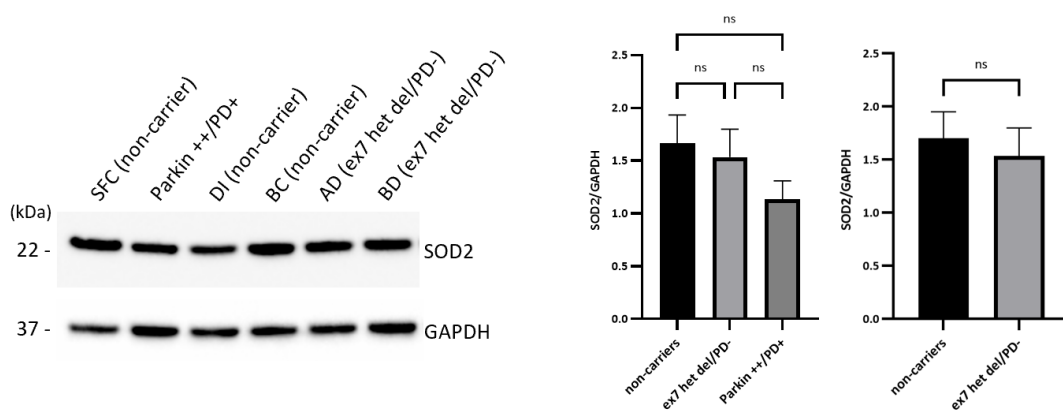 SFC (non-carrier)
Parkin ++/PD+
DI (non-carrier)
BC (non-carrier)
AD (ex7 het del/PD-)
BD (ex7 het del/PD-)
(kDa)
22 -
SOD2
37 -
GAPDH
ns
ns
ns
SOD2/GAPDH
2.5
2.0
1.5
1.0
0.5
0.0
non-carriers
ex7 het del/PD-
Parkin ++/PD+
ns
SOD2/GAPDH
2.5
2.0
1.5
1.0
0.5
0.0
non-carriers
ex7 het del/PD-